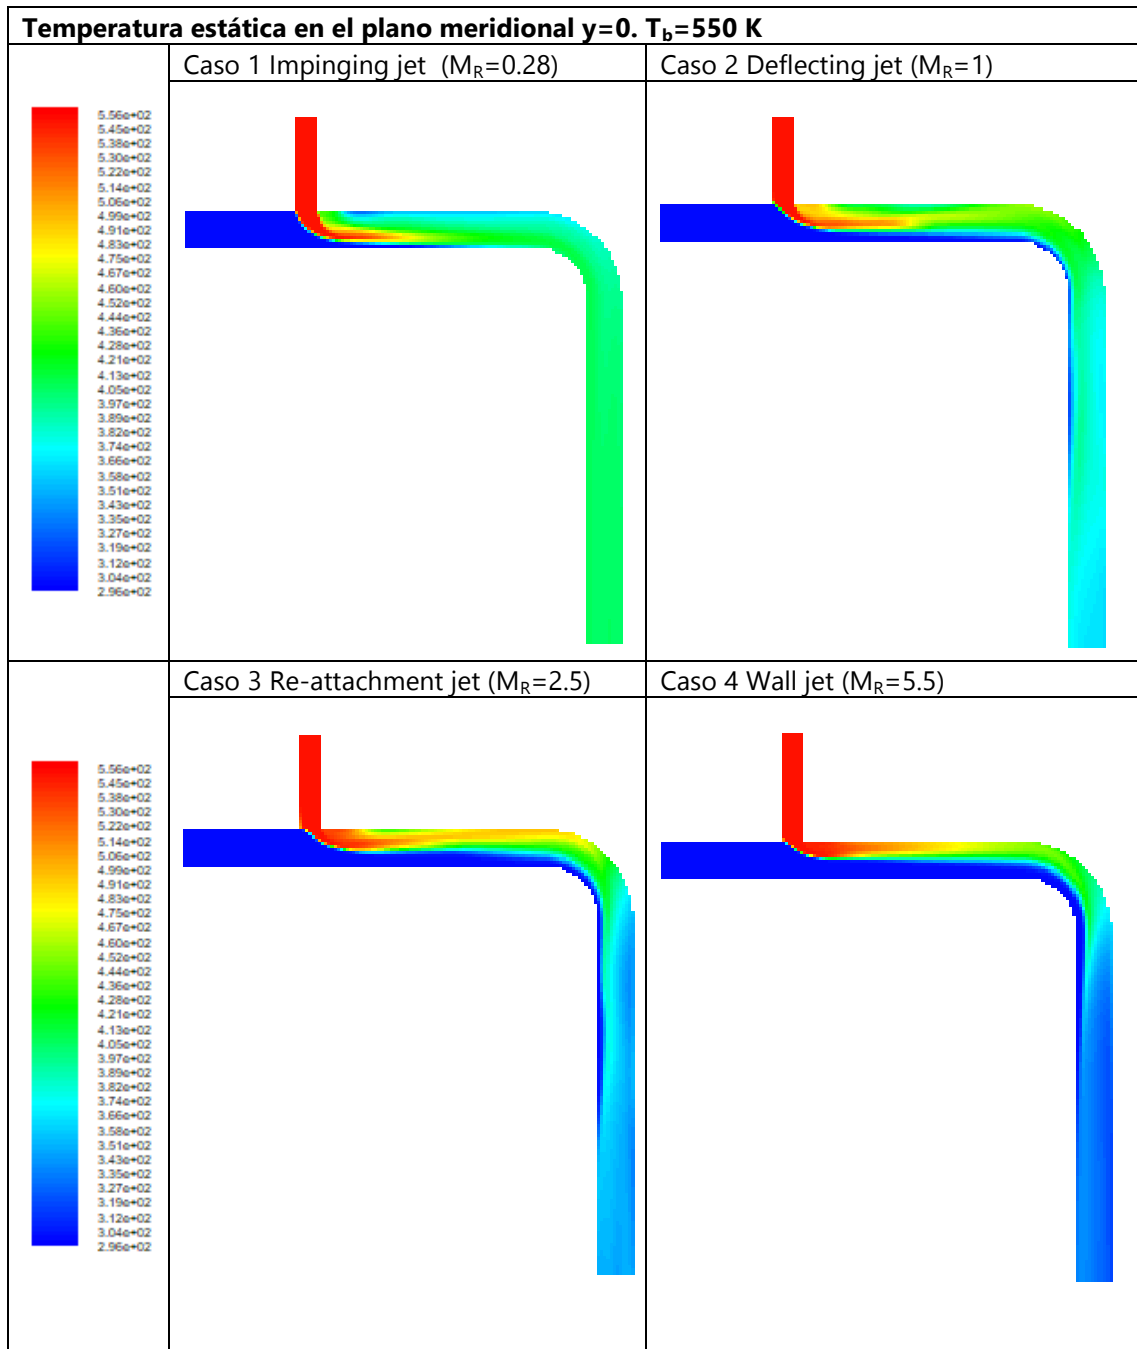 Temperatura estática en el plano meridional y=0. Tb=550 K
Caso 1 Impinging jet  (MR=0.28)
Caso 2 Deflecting jet (MR=1)
5.56e+02
5.45e+02
5.38e+02
5.30e+02
5.22e+02
5.14e+02
5.06e+02
4.99e+02
4.91e+02
4.83e+02
4.75e+02
4.67e+02
4.60e+02
4.52e+02
4.44e+02
4.36e+02
4.28e+02
4.21e+02
4.13e+02
4.05e+02
3.97e+02
3.89e+02
3.82e+02
3.74e+02
3.66e+02
3.58e+02
3.51e+02
3.43e+02
3.35e+02
3.27e+02
3.19e+02
3.12e+02
3.04e+02
2.96e+02
Caso 3 Re-attachment jet (MR=2.5)
Caso 4 Wall jet (MR=5.5)
5.56e+02
5.45e+02
5.38e+02
5.30e+02
5.22e+02
5.14e+02
5.06e+02
4.99e+02
4.91e+02
4.83e+02
4.75e+02
4.67e+02
4.60e+02
4.52e+02
4.44e+02
4.36e+02
4.28e+02
4.21e+02
4.13e+02
4.05e+02
3.97e+02
3.89e+02
3.82e+02
3.74e+02
3.66e+02
3.58e+02
3.51e+02
3.43e+02
3.35e+02
3.27e+02
3.19e+02
3.12e+02
3.04e+02
2.96e+02